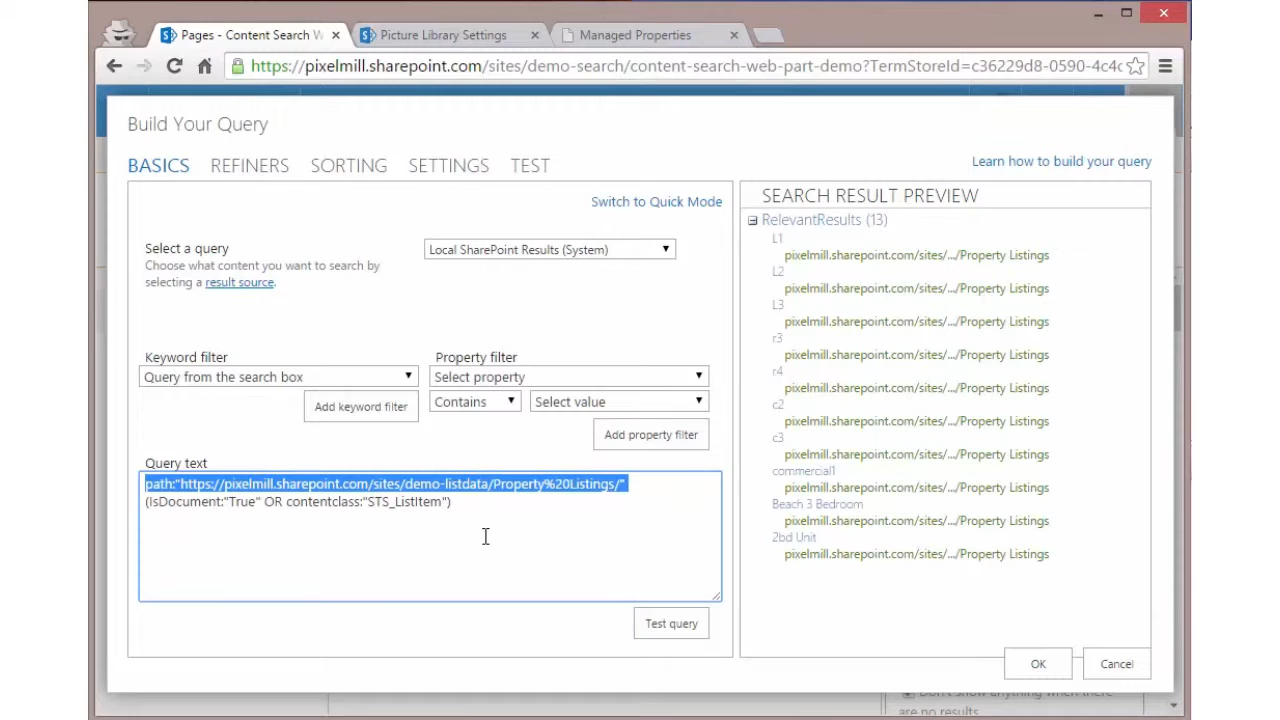 Pages - Content Search W
Picture Library Settings
Managed Properties
https://pixelmill.sharepoint.com/sites/demo-search/content-search-web-part-demo?TermStoreId=c36229d8-0590-4c4c
Build Your Query
BASICS REFINERS SORTING SETTINGS TEST
Learn how to build your query
Switch to Quick Mode
Select a query
Local SharePoint Results (System)
Choose what content you want to search by
selecting a result source.
Keyword filter
Property filter
Query from the search box
Select property
Add keyword filter
Contains
Select value
Add property filter
Query text
path:"https://pixelmill.sharepoint.com/sites/demo-listdata/Property%20Listings/"
(IsDocument:"True" OR contentclass:"STS_ListItem")
Test query
SEARCH RESULT PREVIEW
RelevantResults (13)
L1
pixelmill.sharepoint.com/sites/.../Property Listings
L2
pixelmill.sharepoint.com/sites/.../Property Listings
L3
pixelmill.sharepoint.com/sites/.../Property Listings
r3
pixelmill.sharepoint.com/sites/.../Property Listings
r4
pixelmill.sharepoint.com/sites/.../Property Listings
c2
pixelmill.sharepoint.com/sites/.../Property Listings
c3
pixelmill.sharepoint.com/sites/.../Property Listings
commercial1
pixelmill.sharepoint.com/sites/.../Property Listings
Beach 3 Bedroom
pixelmill.sharepoint.com/sites/.../Property Listings
2bd Unit
pixelmill.sharepoint.com/sites/.../Property Listings
OK
Cancel
Don't show anything when there
are no results